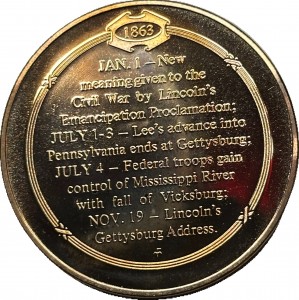 1863
JAN. 1 – New
meaning given to the
Civil War by Lincoln's
Emancipation Proclamation;
JULY 1-3 – Lee's advance into
Pennsylvania ends at Gettysburg;
JULY 4 – Federal troops gain
control of Mississippi River
with fall of Vicksburg;
NOV. 19 – Lincoln's
Gettysburg Address.